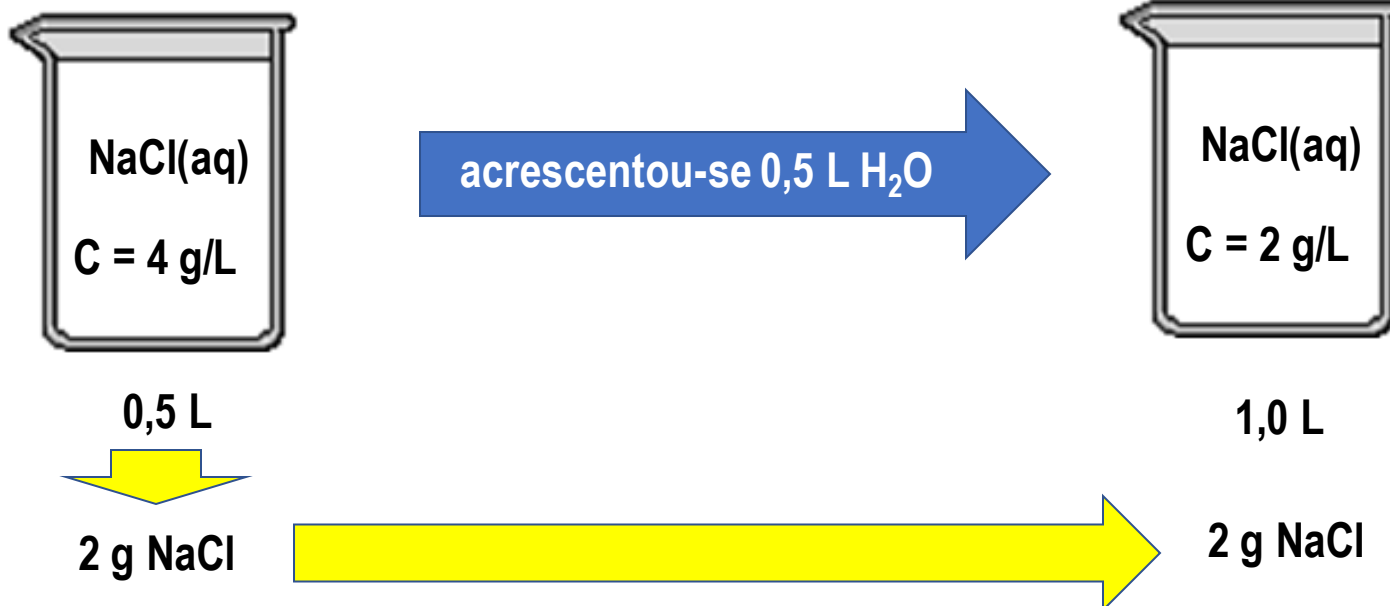 NaCl(aq)
C = 4 g/L
acrescentou-se 0,5 L H₂O
NaCl(aq)
C = 2 g/L
0,5 L
1,0 L
2 g NaCl
2 g NaCl